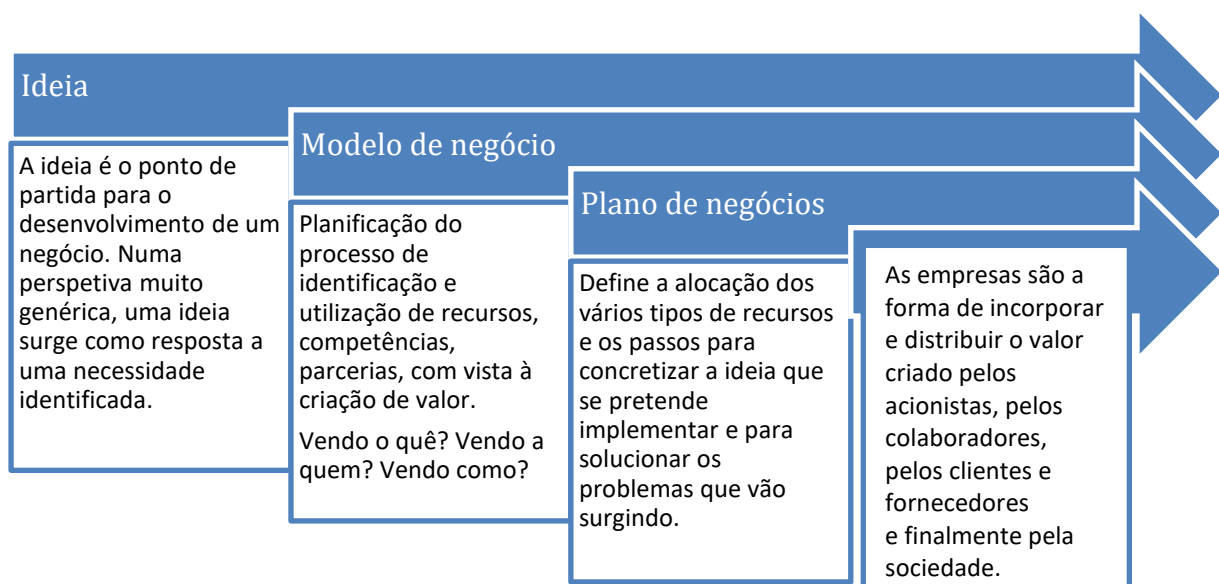 Ideia
A ideia é o ponto de
partida para o
desenvolvimento de um
negócio. Numa
perspetiva muito
genérica, uma ideia
surge como resposta a
uma necessidade
identificada.
Modelo de negócio
Planificação do
processo de
identificação e
utilização de recursos,
competências,
parcerias, com vista à
criação de valor.
Vendo o quê? Vendo a
quem? Vendo como?
Plano de negócios
Define a alocação dos
vários tipos de recursos
e os passos para
concretizar a ideia que
se pretende
implementar e para
solucionar os
problemas que vão
surgindo.
As empresas são a
forma de incorporar
e distribuir o valor
criado pelos
acionistas, pelos
colaboradores,
pelos clientes e
fornecedores
e finalmente pela
sociedade.